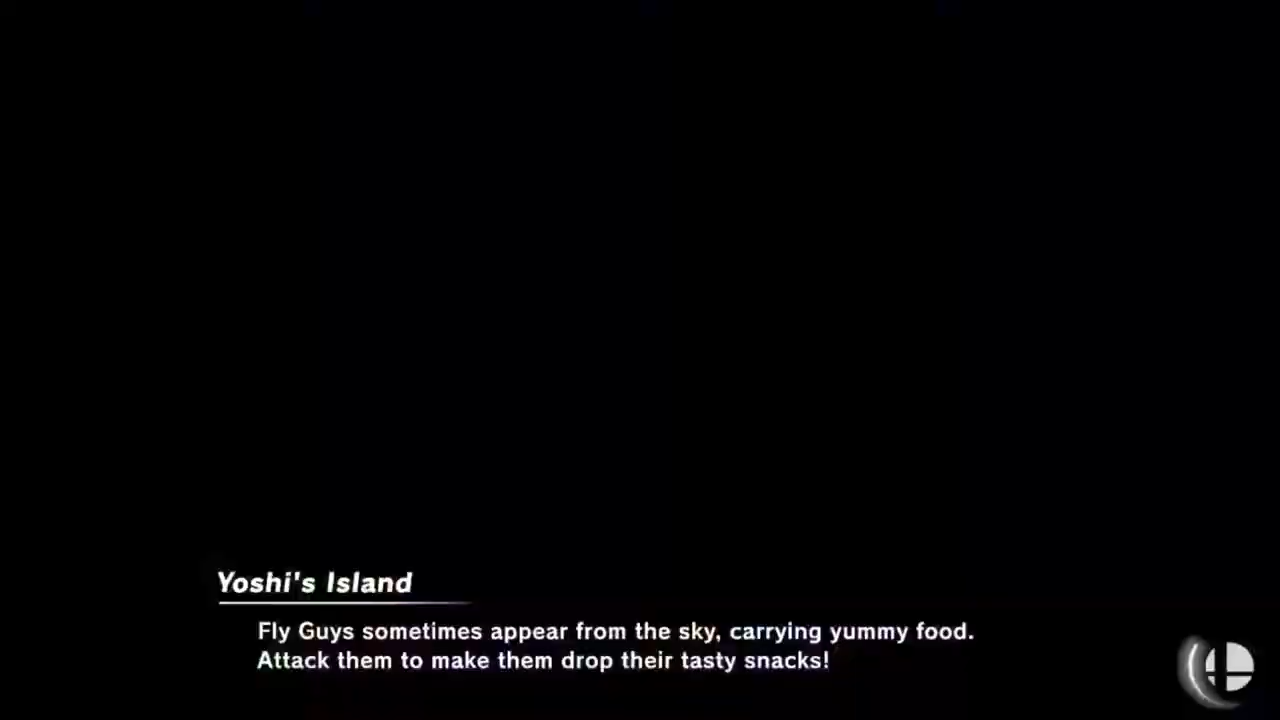 Yoshi's Island
Fly Guys sometimes appear from the sky, carrying yummy food.
Attack them to make them drop their tasty snacks!